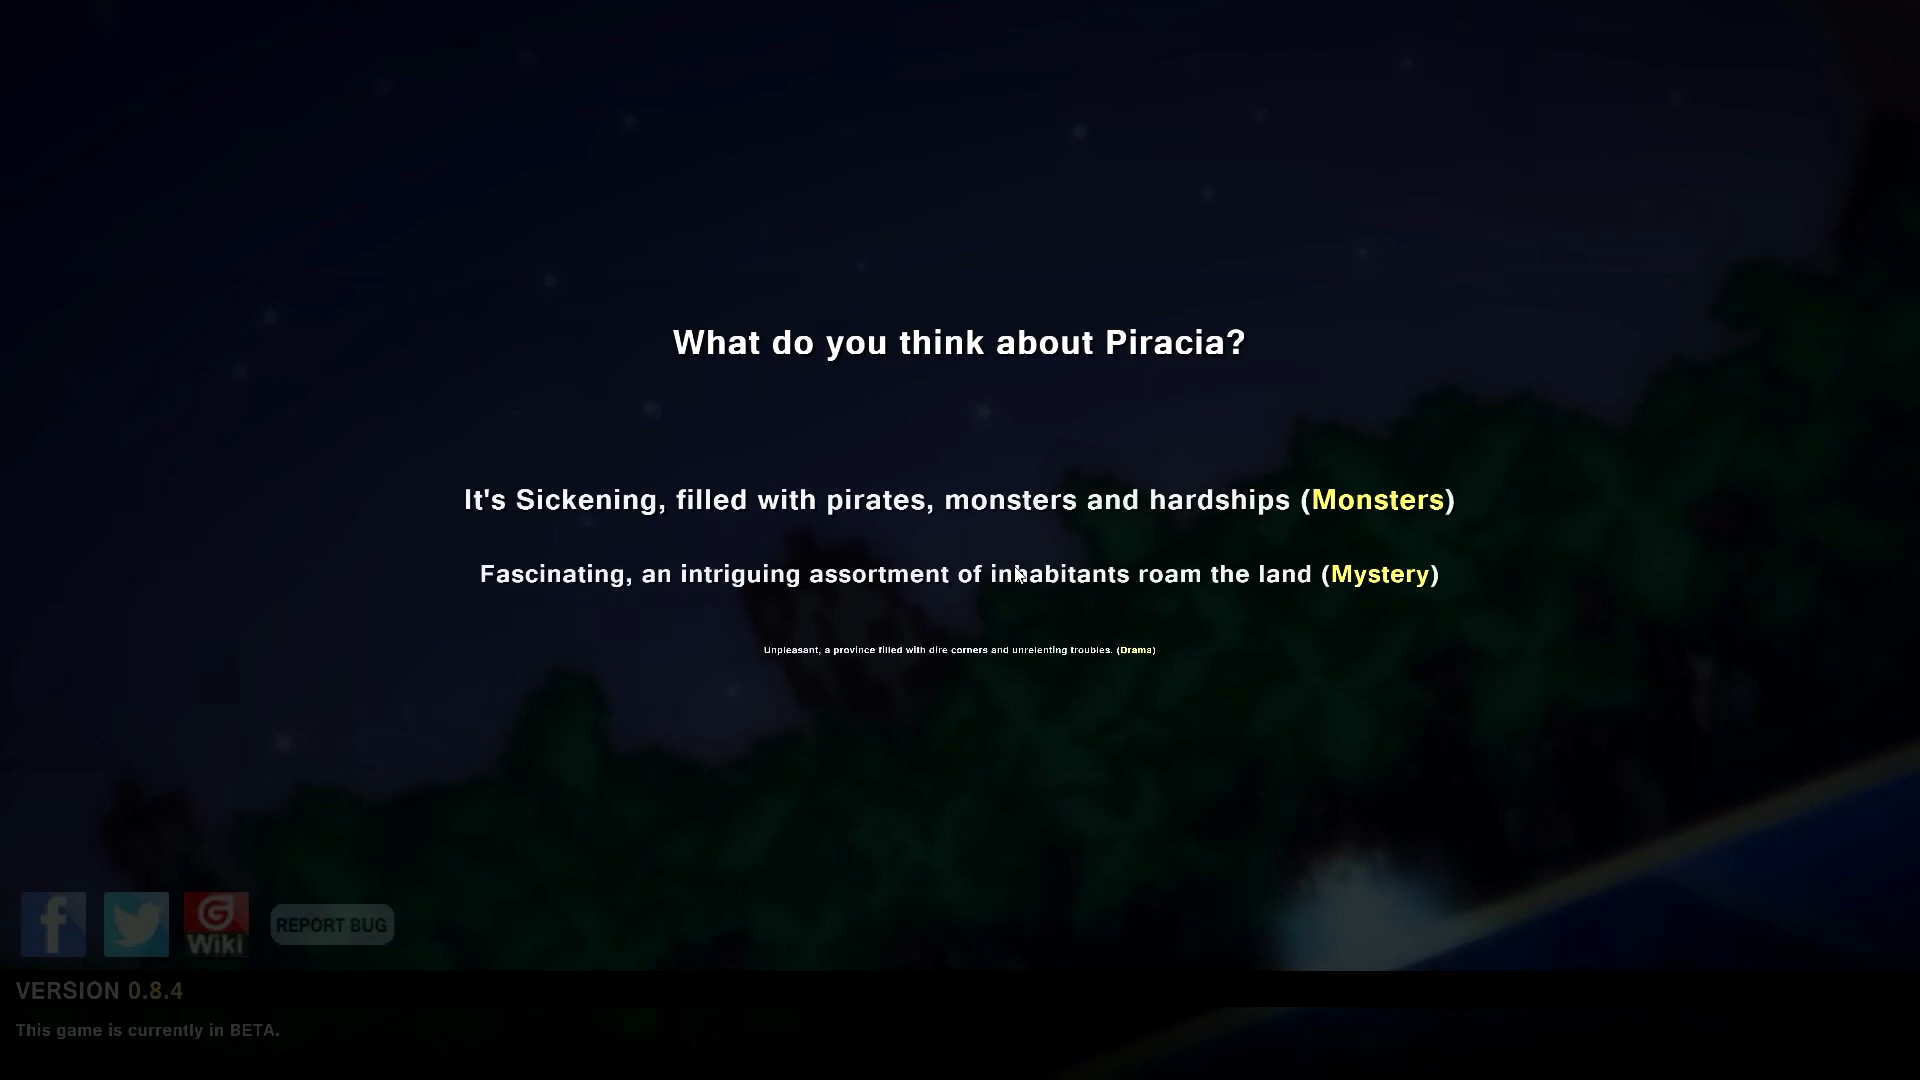 What do you think about Piracia?
It's Sickening, filled with pirates, monsters and hardships (Monsters)
Fascinating, an intriguing assortment of inhabitants roam the land (Mystery)
Unpleasant, a province filled with dire corners and unrelenting troubles. (Drama)
Wiki
REPORT BUG
VERSION 0.8.4
This game is currently in BETA.